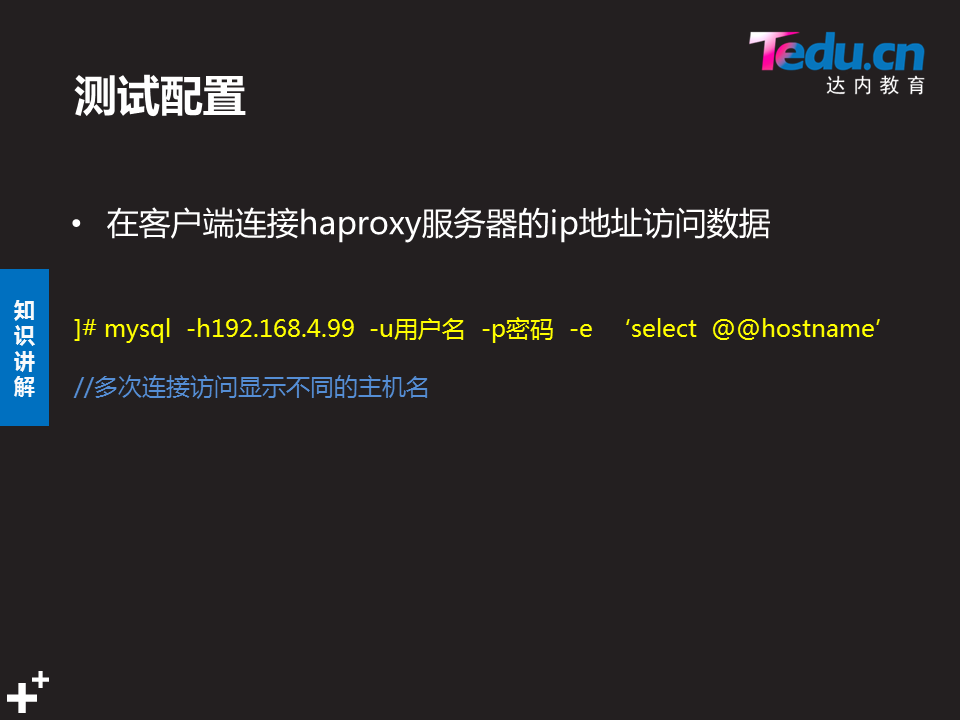 Tedu.cn
达内教育
测试配置
• 在客户端连接haproxy服务器的ip地址访问数据
知识讲解
]# mysql -h192.168.4.99 -u用户名 -p密码 -e ‘select @@hostname’
//多次连接访问显示不同的主机名